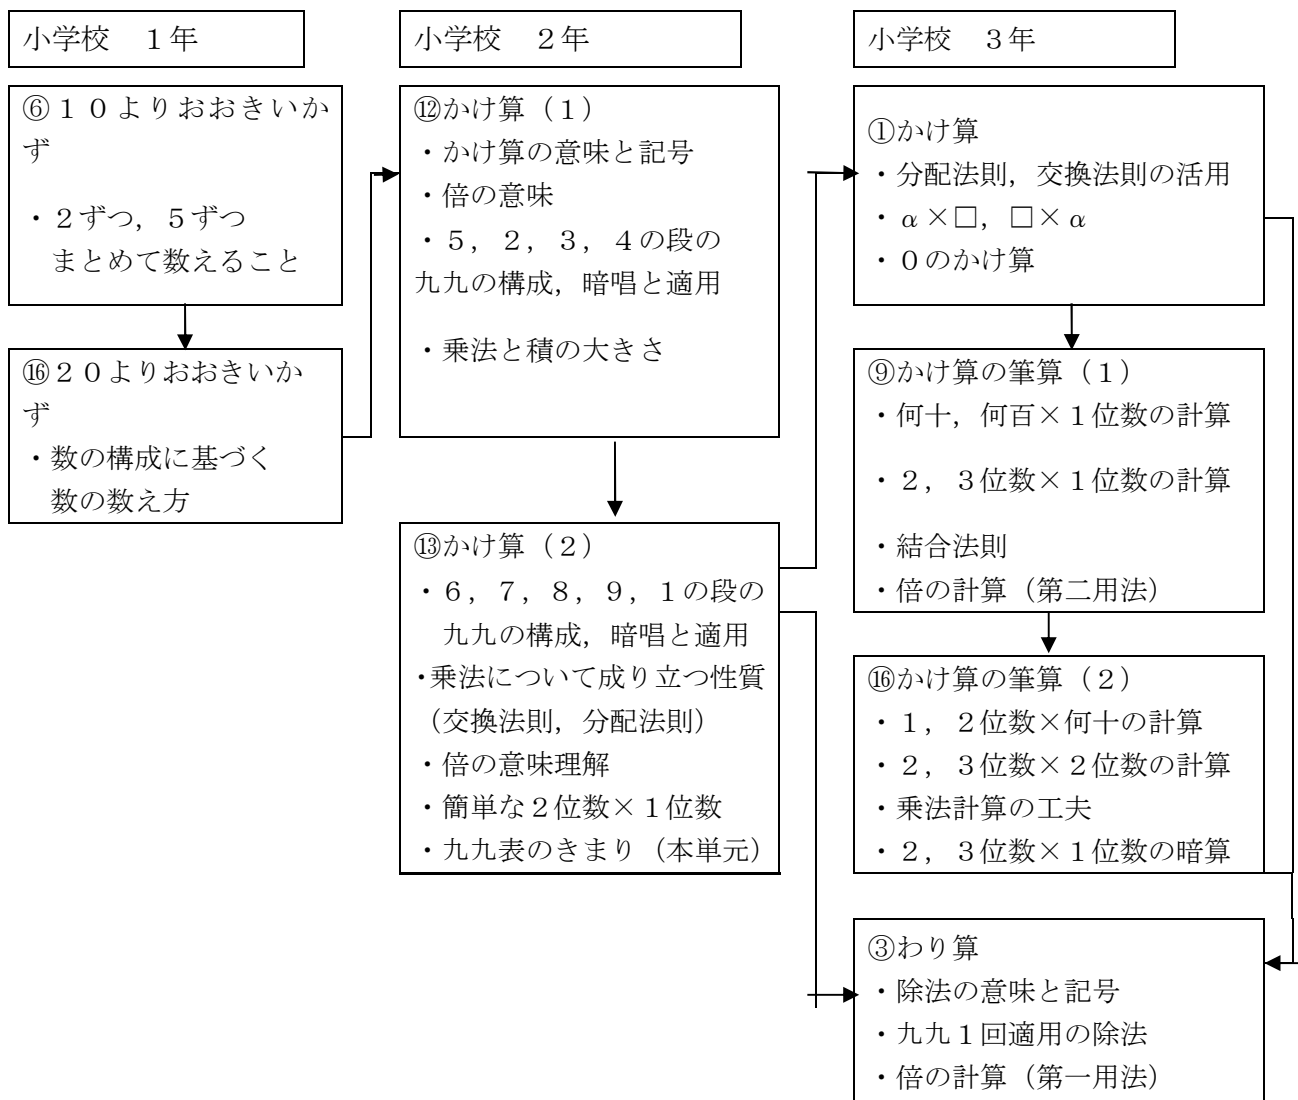 小学校　１年
⑥１０よりおおきいか
ず
・２ずつ，５ずつ
まとめて数えること
⑯２０よりおおきいか
ず
・数の構成に基づく
数の数え方
小学校　２年
⑫かけ算（１）
・かけ算の意味と記号
・倍の意味
・５，２，３，４の段の
九九の構成，暗唱と適用
・乗法と積の大きさ
⑬かけ算（２）
・６，７，８，９，１の段の
九九の構成，暗唱と適用
・乗法について成り立つ性質
（交換法則，分配法則）
・倍の意味理解
・簡単な２位数×１位数
・九九表のきまり（本単元）
小学校　３年
①かけ算
・分配法則，交換法則の活用
・α×□，□×α
・０のかけ算
⑨かけ算の筆算（１）
・何十，何百×１位数の計算
・２，３位数×１位数の計算
・結合法則
・倍の計算（第二用法）
⑯かけ算の筆算（２）
・１，２位数×何十の計算
・２，３位数×２位数の計算
・乗法計算の工夫
・２，３位数×１位数の暗算
③わり算
・除法の意味と記号
・九九１回適用の除法
・倍の計算（第一用法）